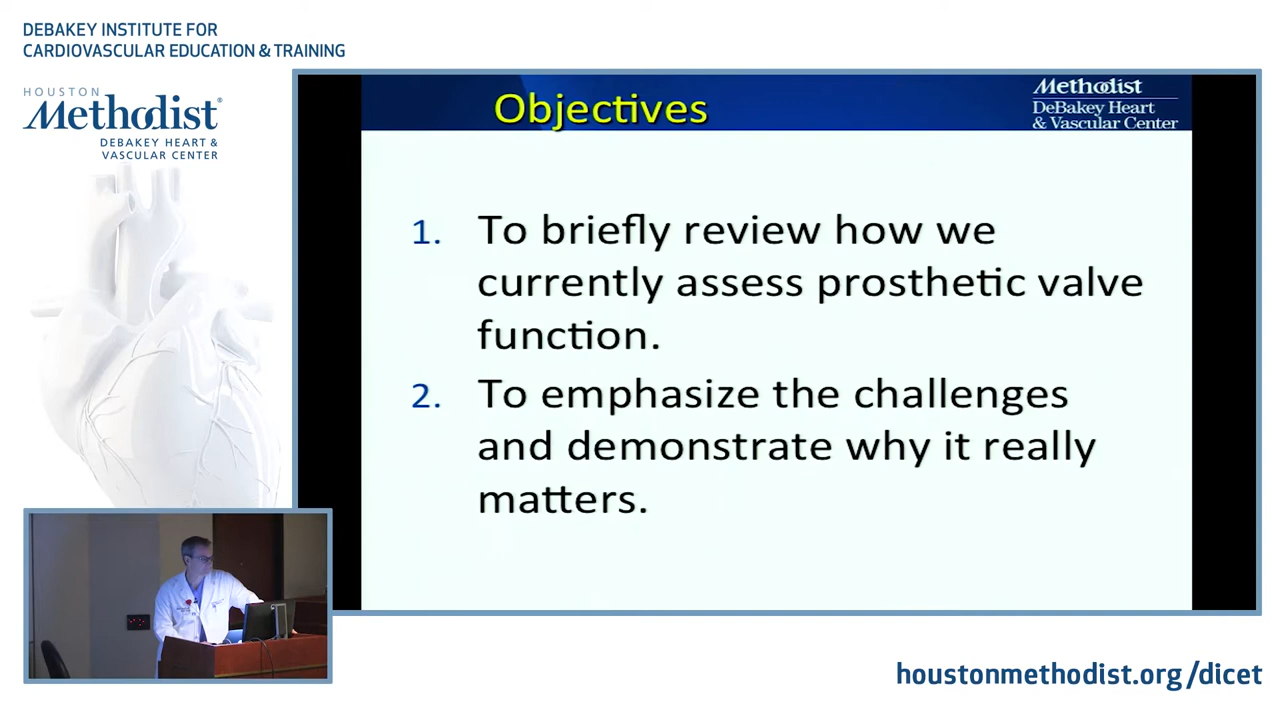 DEBAKEY INSTITUTE FOR
CARDIOVASCULAR EDUCATION & TRAINING
HOUSTON
Methodist®
DEBAKEY HEART &
VASCULAR CENTER
Objectives
Methodist
DeBakey Heart
& Vascular Center
1. To briefly review how we
currently assess prosthetic valve
function.
2. To emphasize the challenges
and demonstrate why it really
matters.
houstonmethodist.org/dicet